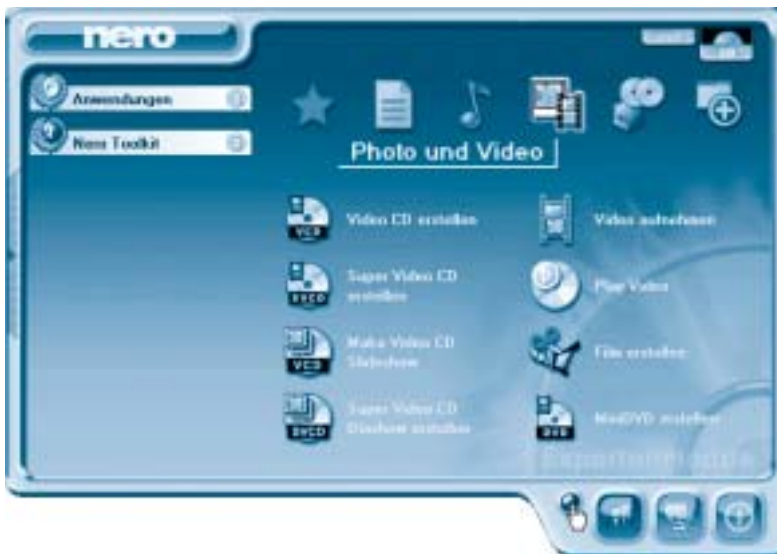 nero
Anwendungen
Nero Toolkit
Photo und Video
Video CD erstellen
Super Video CD
erstellen
Make Video CD
Slideshow
Super Video CD
Diashow erstellen
Video aufnehmen
Play Video
Film erstellen
MiniDVD erstellen
VCD
SVCD
VCD
SVCD
DVD